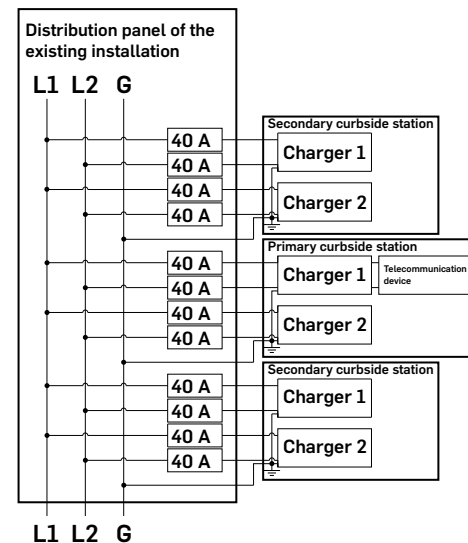 Distribution panel of the
existing installation
L1 L2 G
Secondary curbside station
40 A
Charger 1
40 A
40 A
Charger 2
40 A
Primary curbside station
40 A
Charger 1
Telecommunication
device
40 A
40 A
Charger 2
40 A
Secondary curbside station
40 A
Charger 1
40 A
40 A
Charger 2
40 A
L1 L2 G